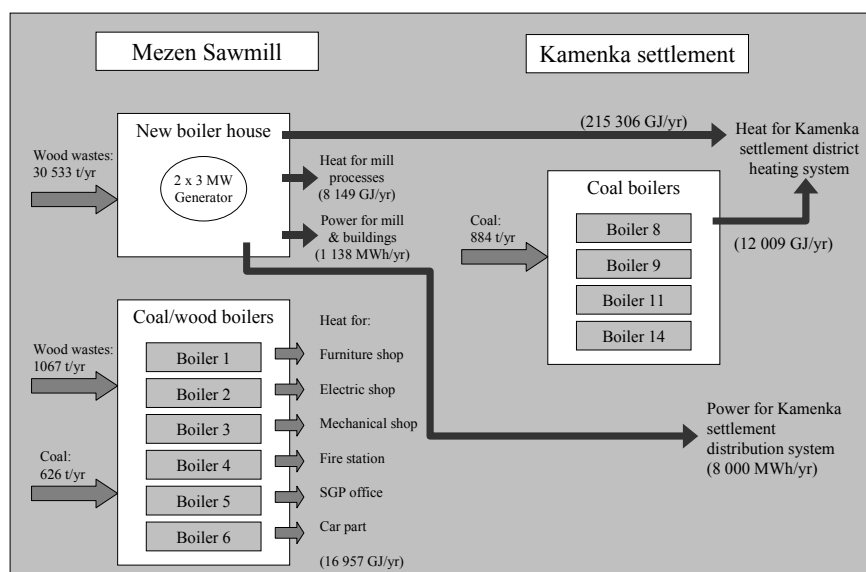 Mezen Sawmill
Kamenka settlement
New boiler house
Wood wastes:
30 533 t/yr
2 x 3 MW
Generator
(215 306 GJ/yr)
Heat for Kamenka
settlement district
heating system
Heat for mill
processes
(8 149 GJ/yr)
Power for mill
& buildings
(1 138 MWh/yr)
Coal boilers
Coal:
884 t/yr
Boiler 8
Boiler 9
Boiler 11
Boiler 14
(12 009 GJ/yr)
Coal/wood boilers
Wood wastes:
1067 t/yr
Coal:
626 t/yr
Boiler 1
Boiler 2
Boiler 3
Boiler 4
Boiler 5
Boiler 6
Heat for:
Furniture shop
Electric shop
Mechanical shop
Fire station
SGP office
Car part
(16 957 GJ/yr)
Power for Kamenka
settlement
distribution system
(8 000 MWh/yr)